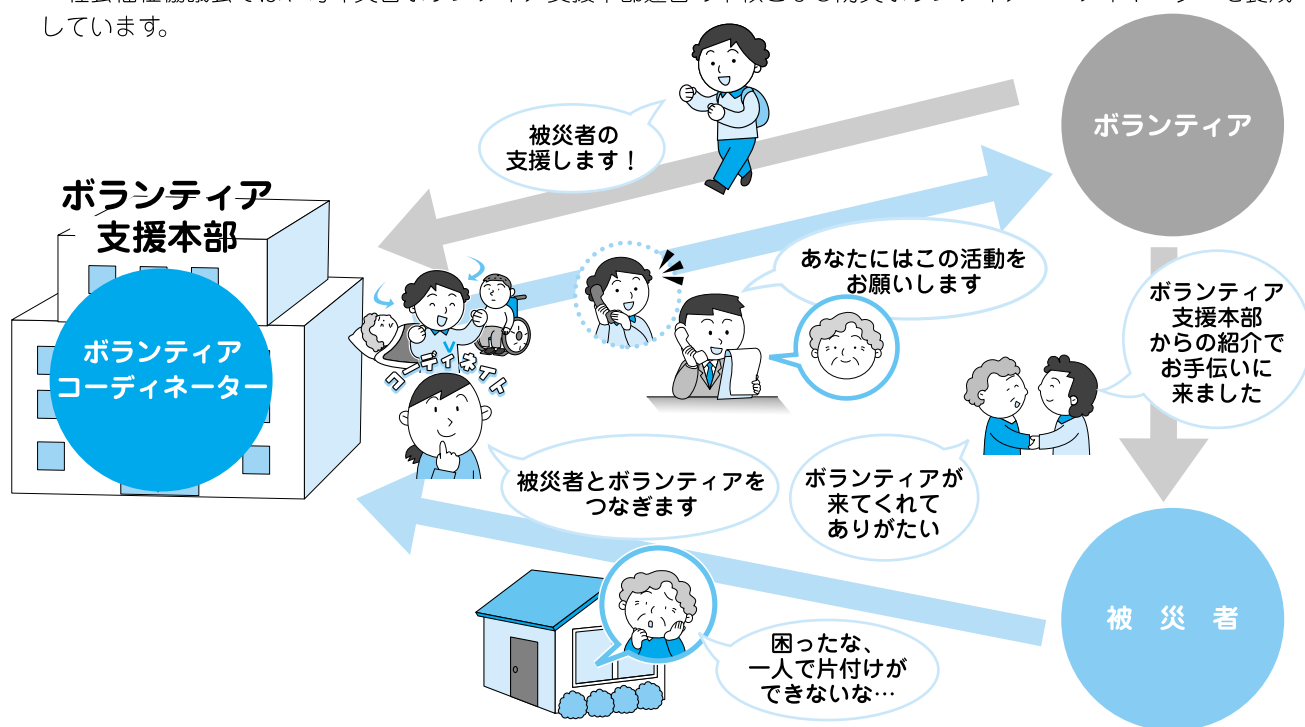 しています。
被災者の
支援します！
ボランティア
ボランティア
支援本部
あなたにはこの活動を
お願いします
ボランティア
支援本部
からの紹介で
お手伝いに
来ました
ボランティア
コーディネーター
コーディネイト
被災者とボランティアを
つなぎます
ボランティアが
来てくれて
ありがたい
被災者
困ったな、
一人で片付けが
できないな…